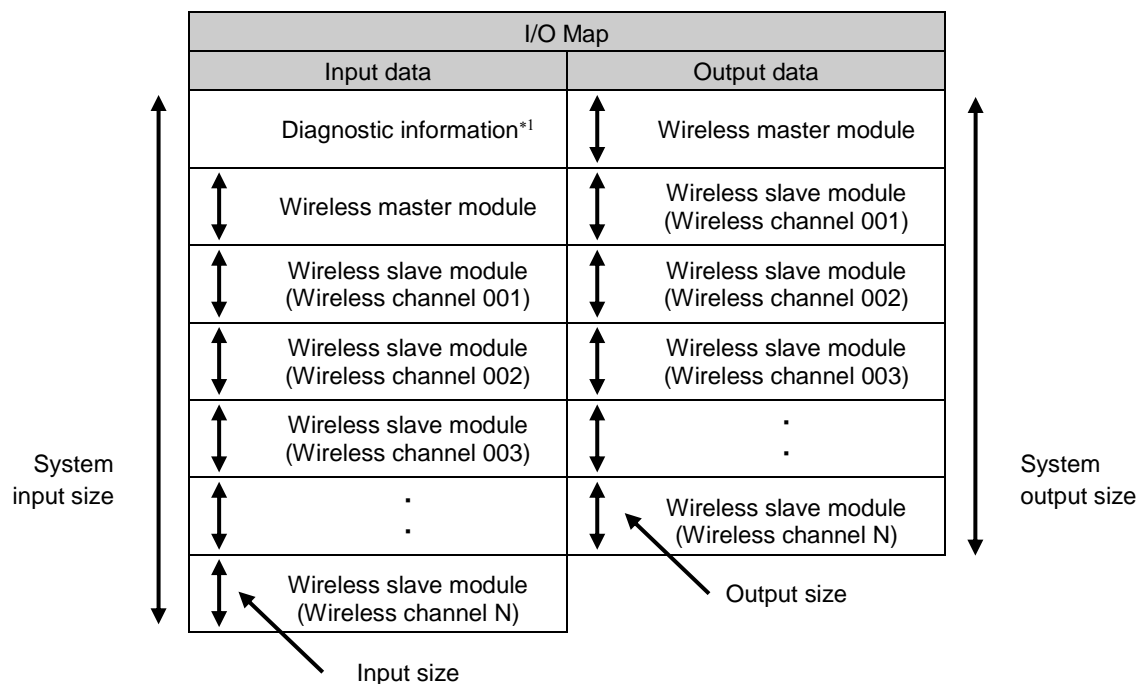 I/O Map
Input data
Output data
Diagnostic information*1
Wireless master module
Wireless master module
Wireless slave module
(Wireless channel 001)
Wireless slave module
(Wireless channel 001)
Wireless slave module
(Wireless channel 002)
Wireless slave module
(Wireless channel 002)
Wireless slave module
(Wireless channel 003)
Wireless slave module
(Wireless channel 003)
.
.
System
input size
System
output size
.
.
Wireless slave module
(Wireless channel N)
Wireless slave module
(Wireless channel N)
Output size
Input size